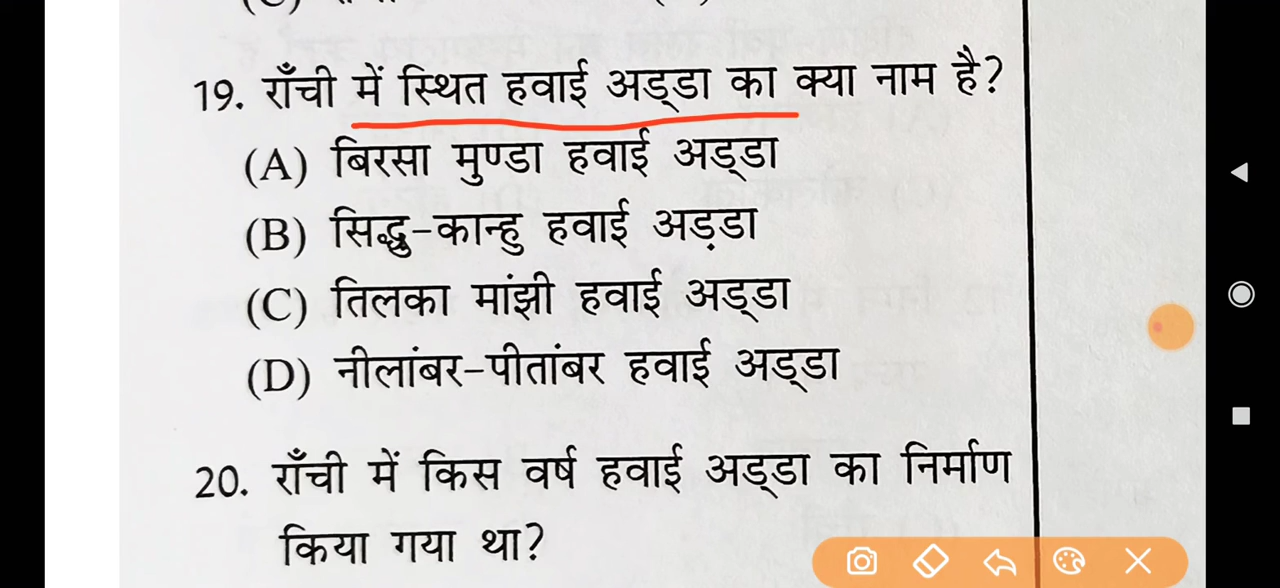 19. राँची में स्थित हवाई अड्डा का क्या नाम है?
(A) बिरसा मुण्डा हवाई अड्डा
(B) सिद्धु-कान्हु हवाई अड़डा
(C) तिलका मांझी हवाई अड्डा
(D) नीलांबर-पीतांबर हवाई अड्डा
20. राँची में किस वर्ष हवाई अड्डा का निर्माण
किया गया था?